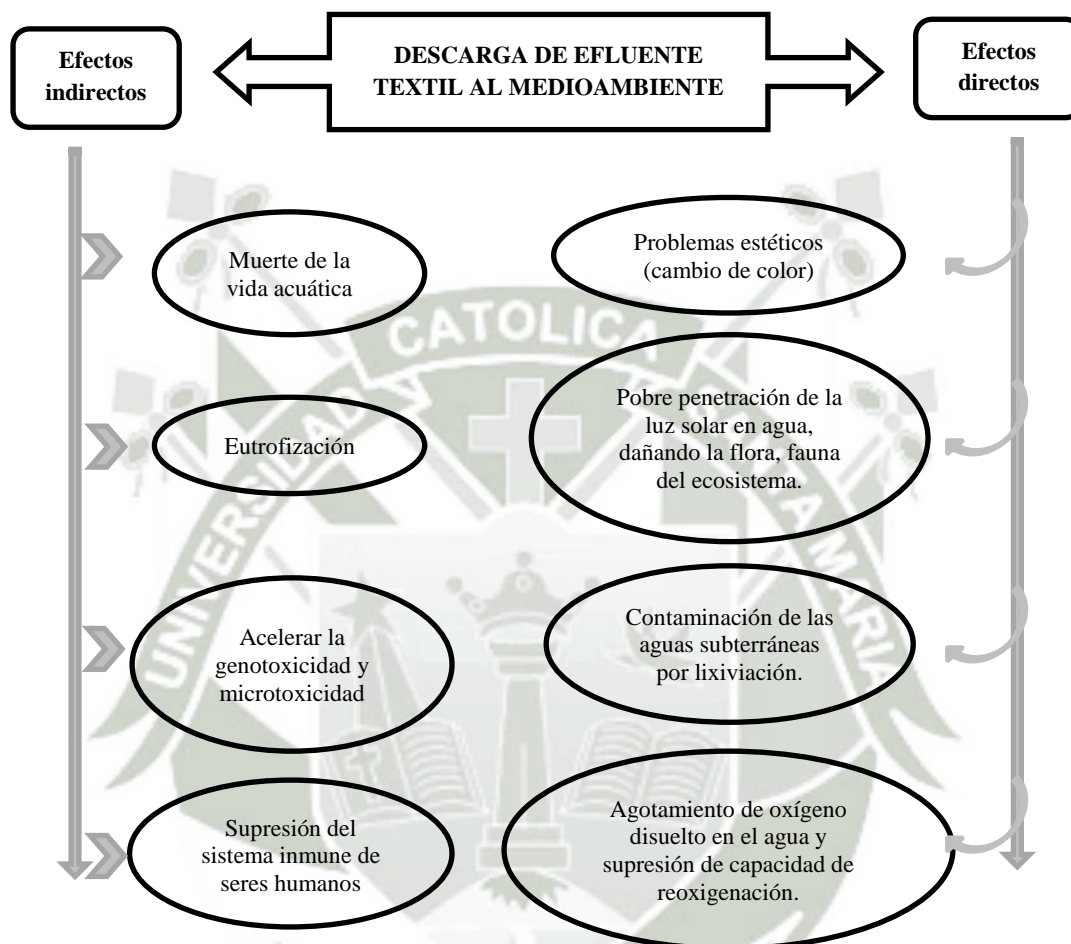 Efectos
indirectos
DESCARGA DE EFLUENTE
TEXTIL AL MEDIOAMBIENTE
Efectos
directos
Muerte de la
vida acuática
Problemas estéticos
(cambio de color)
Eutrofización
Pobre penetración de la
luz solar en agua,
dañando la flora, fauna
del ecosistema.
Acelerar la
genotoxicidad y
microtoxicidad
Contaminación de las
aguas subterráneas
por lixiviación.
Supresión del
sistema inmune de
seres humanos
Agotamiento de oxígeno
disuelto en el agua y
supresión de capacidad de
reoxigenación.
UNIVERSIDAD CATOLICA SANTA MARIA